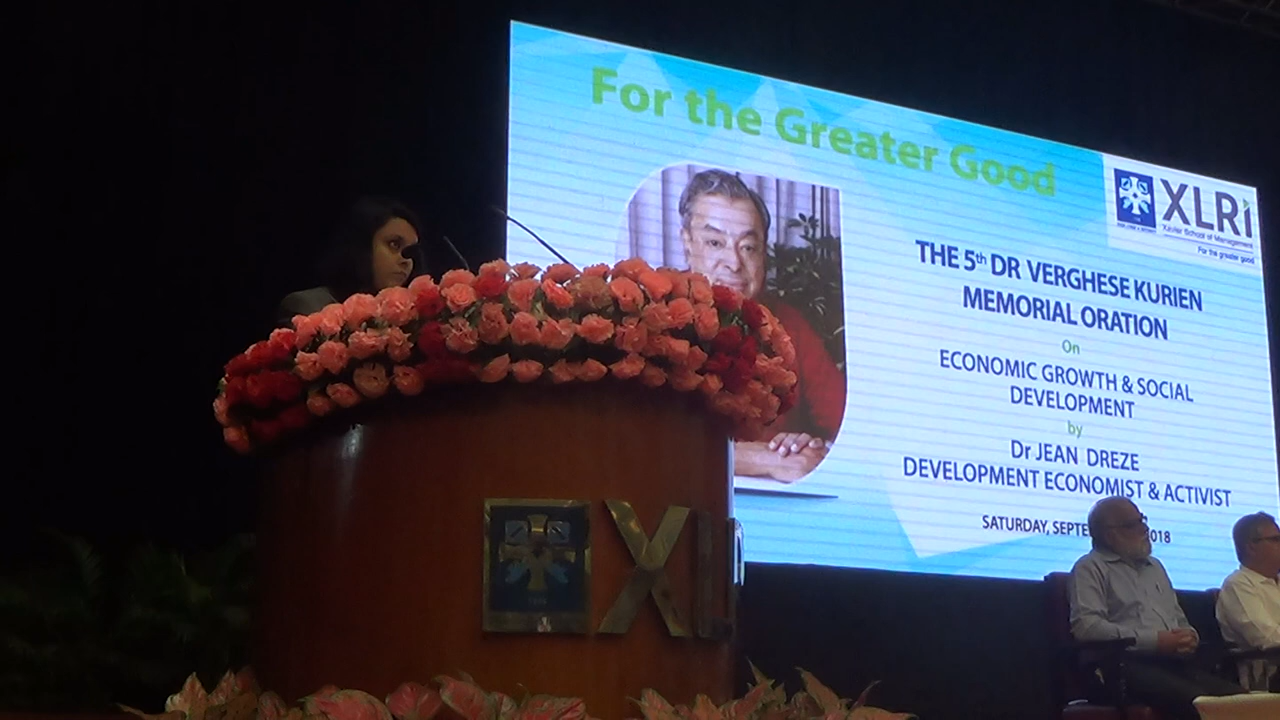 For the Greater Good
XLRI
Xavier School of Management
For the greater good
THE 5th DR VERGHESE KURIEN
MEMORIAL ORATION
On
ECONOMIC GROWTH & SOCIAL
DEVELOPMENT
by
Dr JEAN DREZE
DEVELOPMENT ECONOMIST & ACTIVIST
SATURDAY, SEPTE 2018
XL